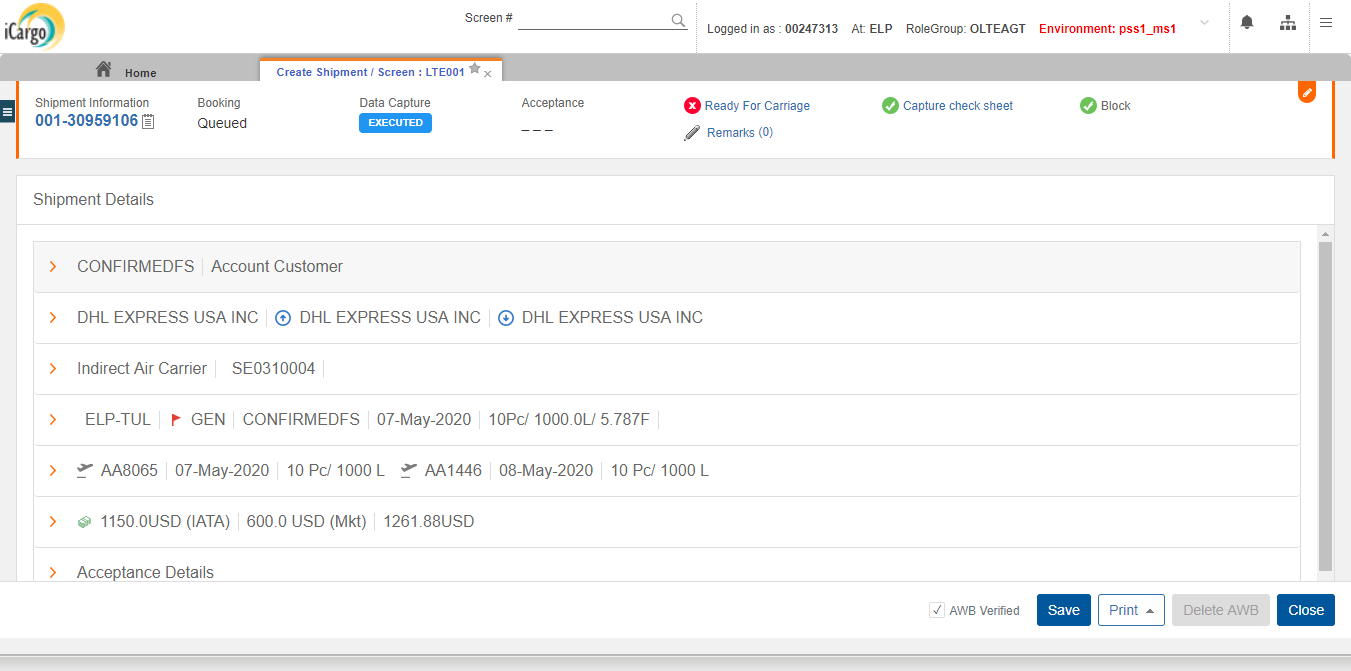 iCargo
Screen #
Logged in as : 00247313 At: ELP RoleGroup: OLTEAGT Environment: pss1_ms1
Home
Create Shipment / Screen : LTE001
Shipment Information
001-30959106
Booking
Queued
Data Capture
EXECUTED
Acceptance
_ _ _
Ready For Carriage
Remarks (0)
Capture check sheet
Block
Shipment Details
CONFIRMEDFS Account Customer
DHL EXPRESS USA INC DHL EXPRESS USA INC DHL EXPRESS USA INC
Indirect Air Carrier SE0310004
ELP-TUL GEN CONFIRMEDFS 07-May-2020 10Pc/ 1000.0L/ 5.787F
AA8065 07-May-2020 10 Pc/ 1000 L AA1446 08-May-2020 10 Pc/ 1000 L
1150.0USD (IATA) 600.0 USD (Mkt) 1261.88USD
Acceptance Details
AWB Verified Save Print Delete AWB Close